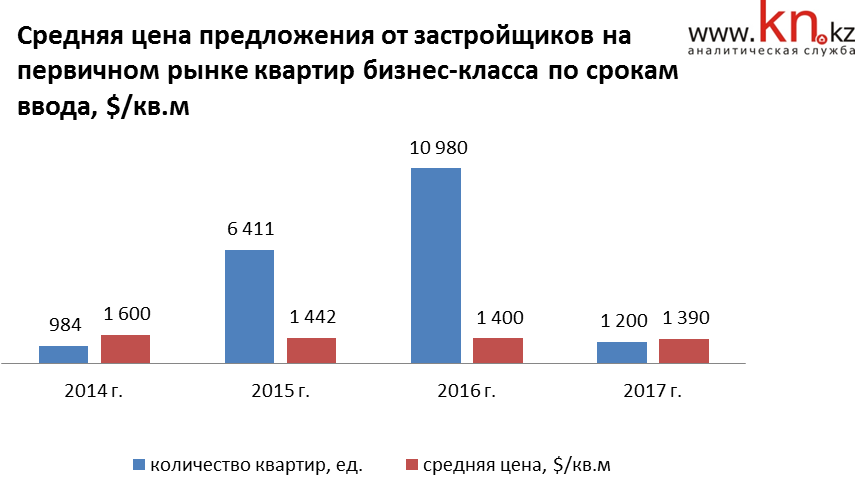 Средняя цена предложения от застройщиков на
первичном рынке квартир бизнес-класса по срокам
ввода, $/кв.м
www.kn.kz
аналитическая служба
10 980
6 411
984
1 600
1 442
1 400
1 200
1 390
2014 г.
2015 г.
2016 г.
2017 г.
количество квартир, ед.
средняя цена, $/кв.м